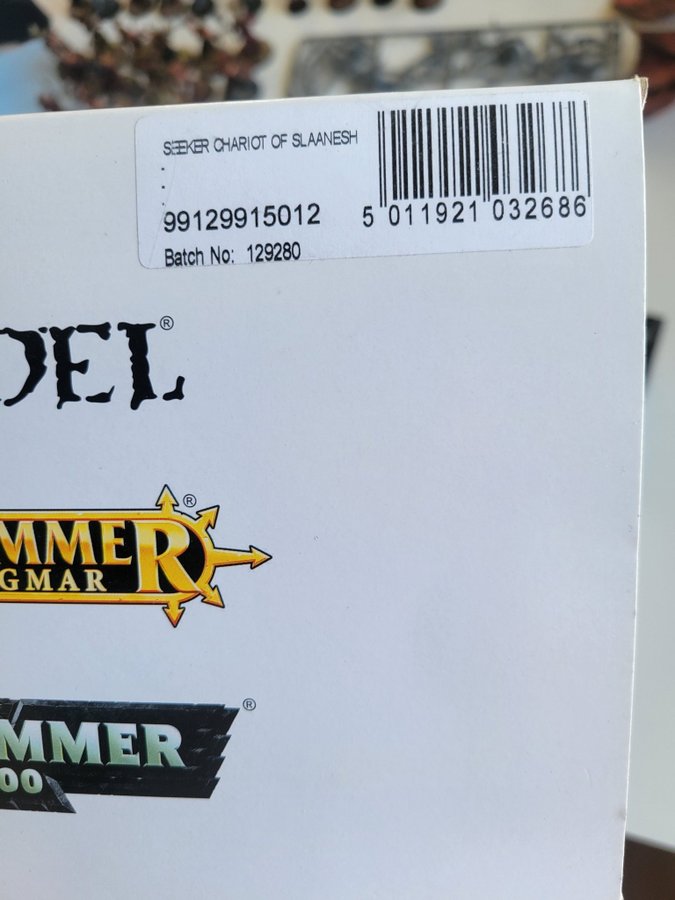 SEEKER CHARIOT OF SLAANESH
99129915012
5 011921 032686
Batch No: 129280
DEL®
MMER®
GMAR
MMER®
00